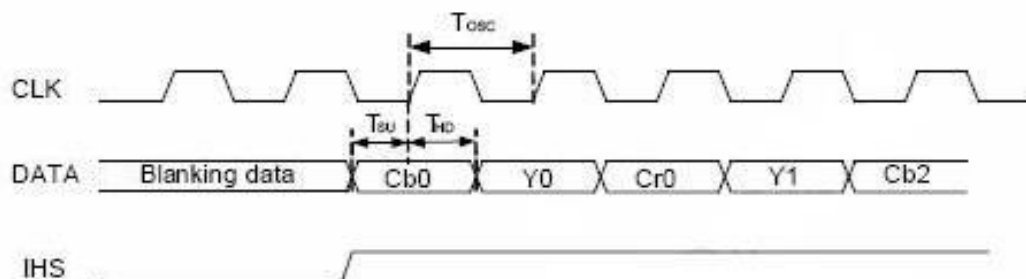 Tosc
CLK
TSU THD
DATA Blanking data Cb0 Y0 Cr0 Y1 Cb2
IHS